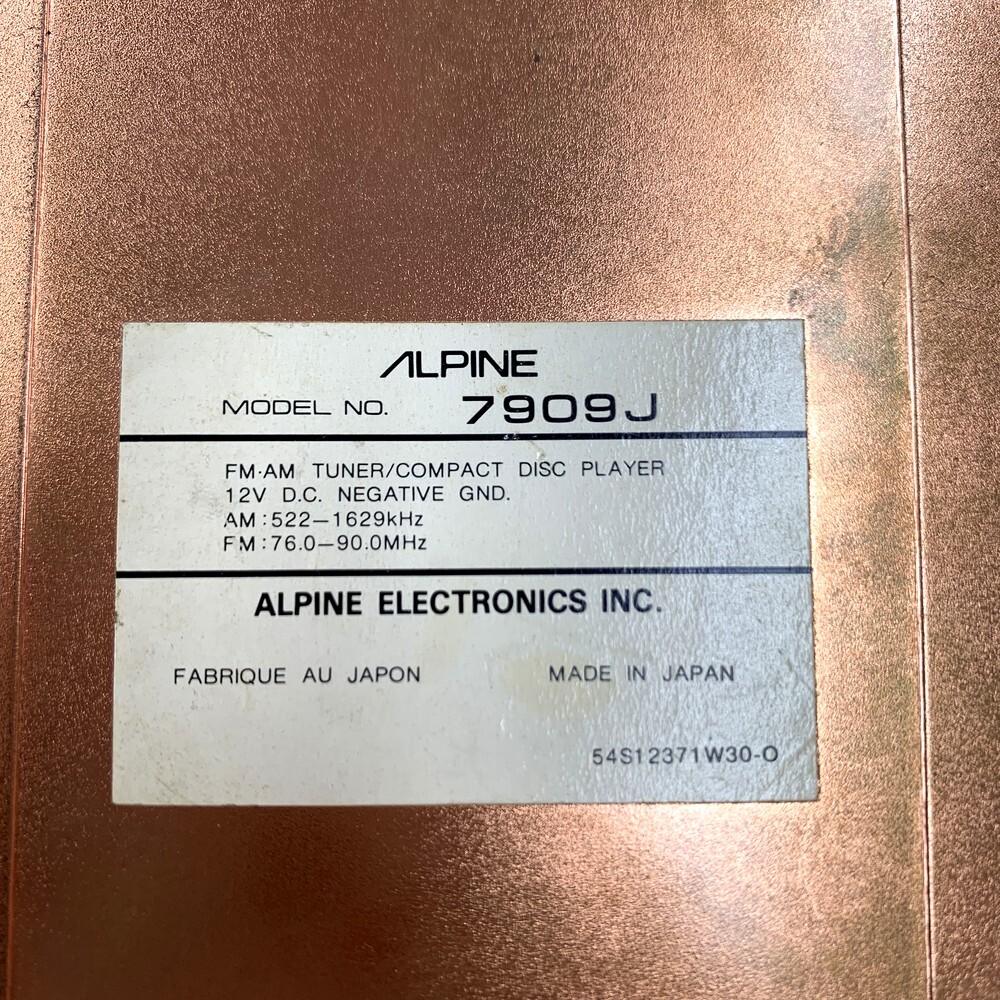 ALPINE
MODEL NO. 7909J
FM·AM TUNER/COMPACT DISC PLAYER
12V D.C. NEGATIVE GND.
AM:522–1629kHz
FM:76.0–90.0MHz
ALPINE ELECTRONICS INC.
FABRIQUE AU JAPON MADE IN JAPAN
54S12371W30-O